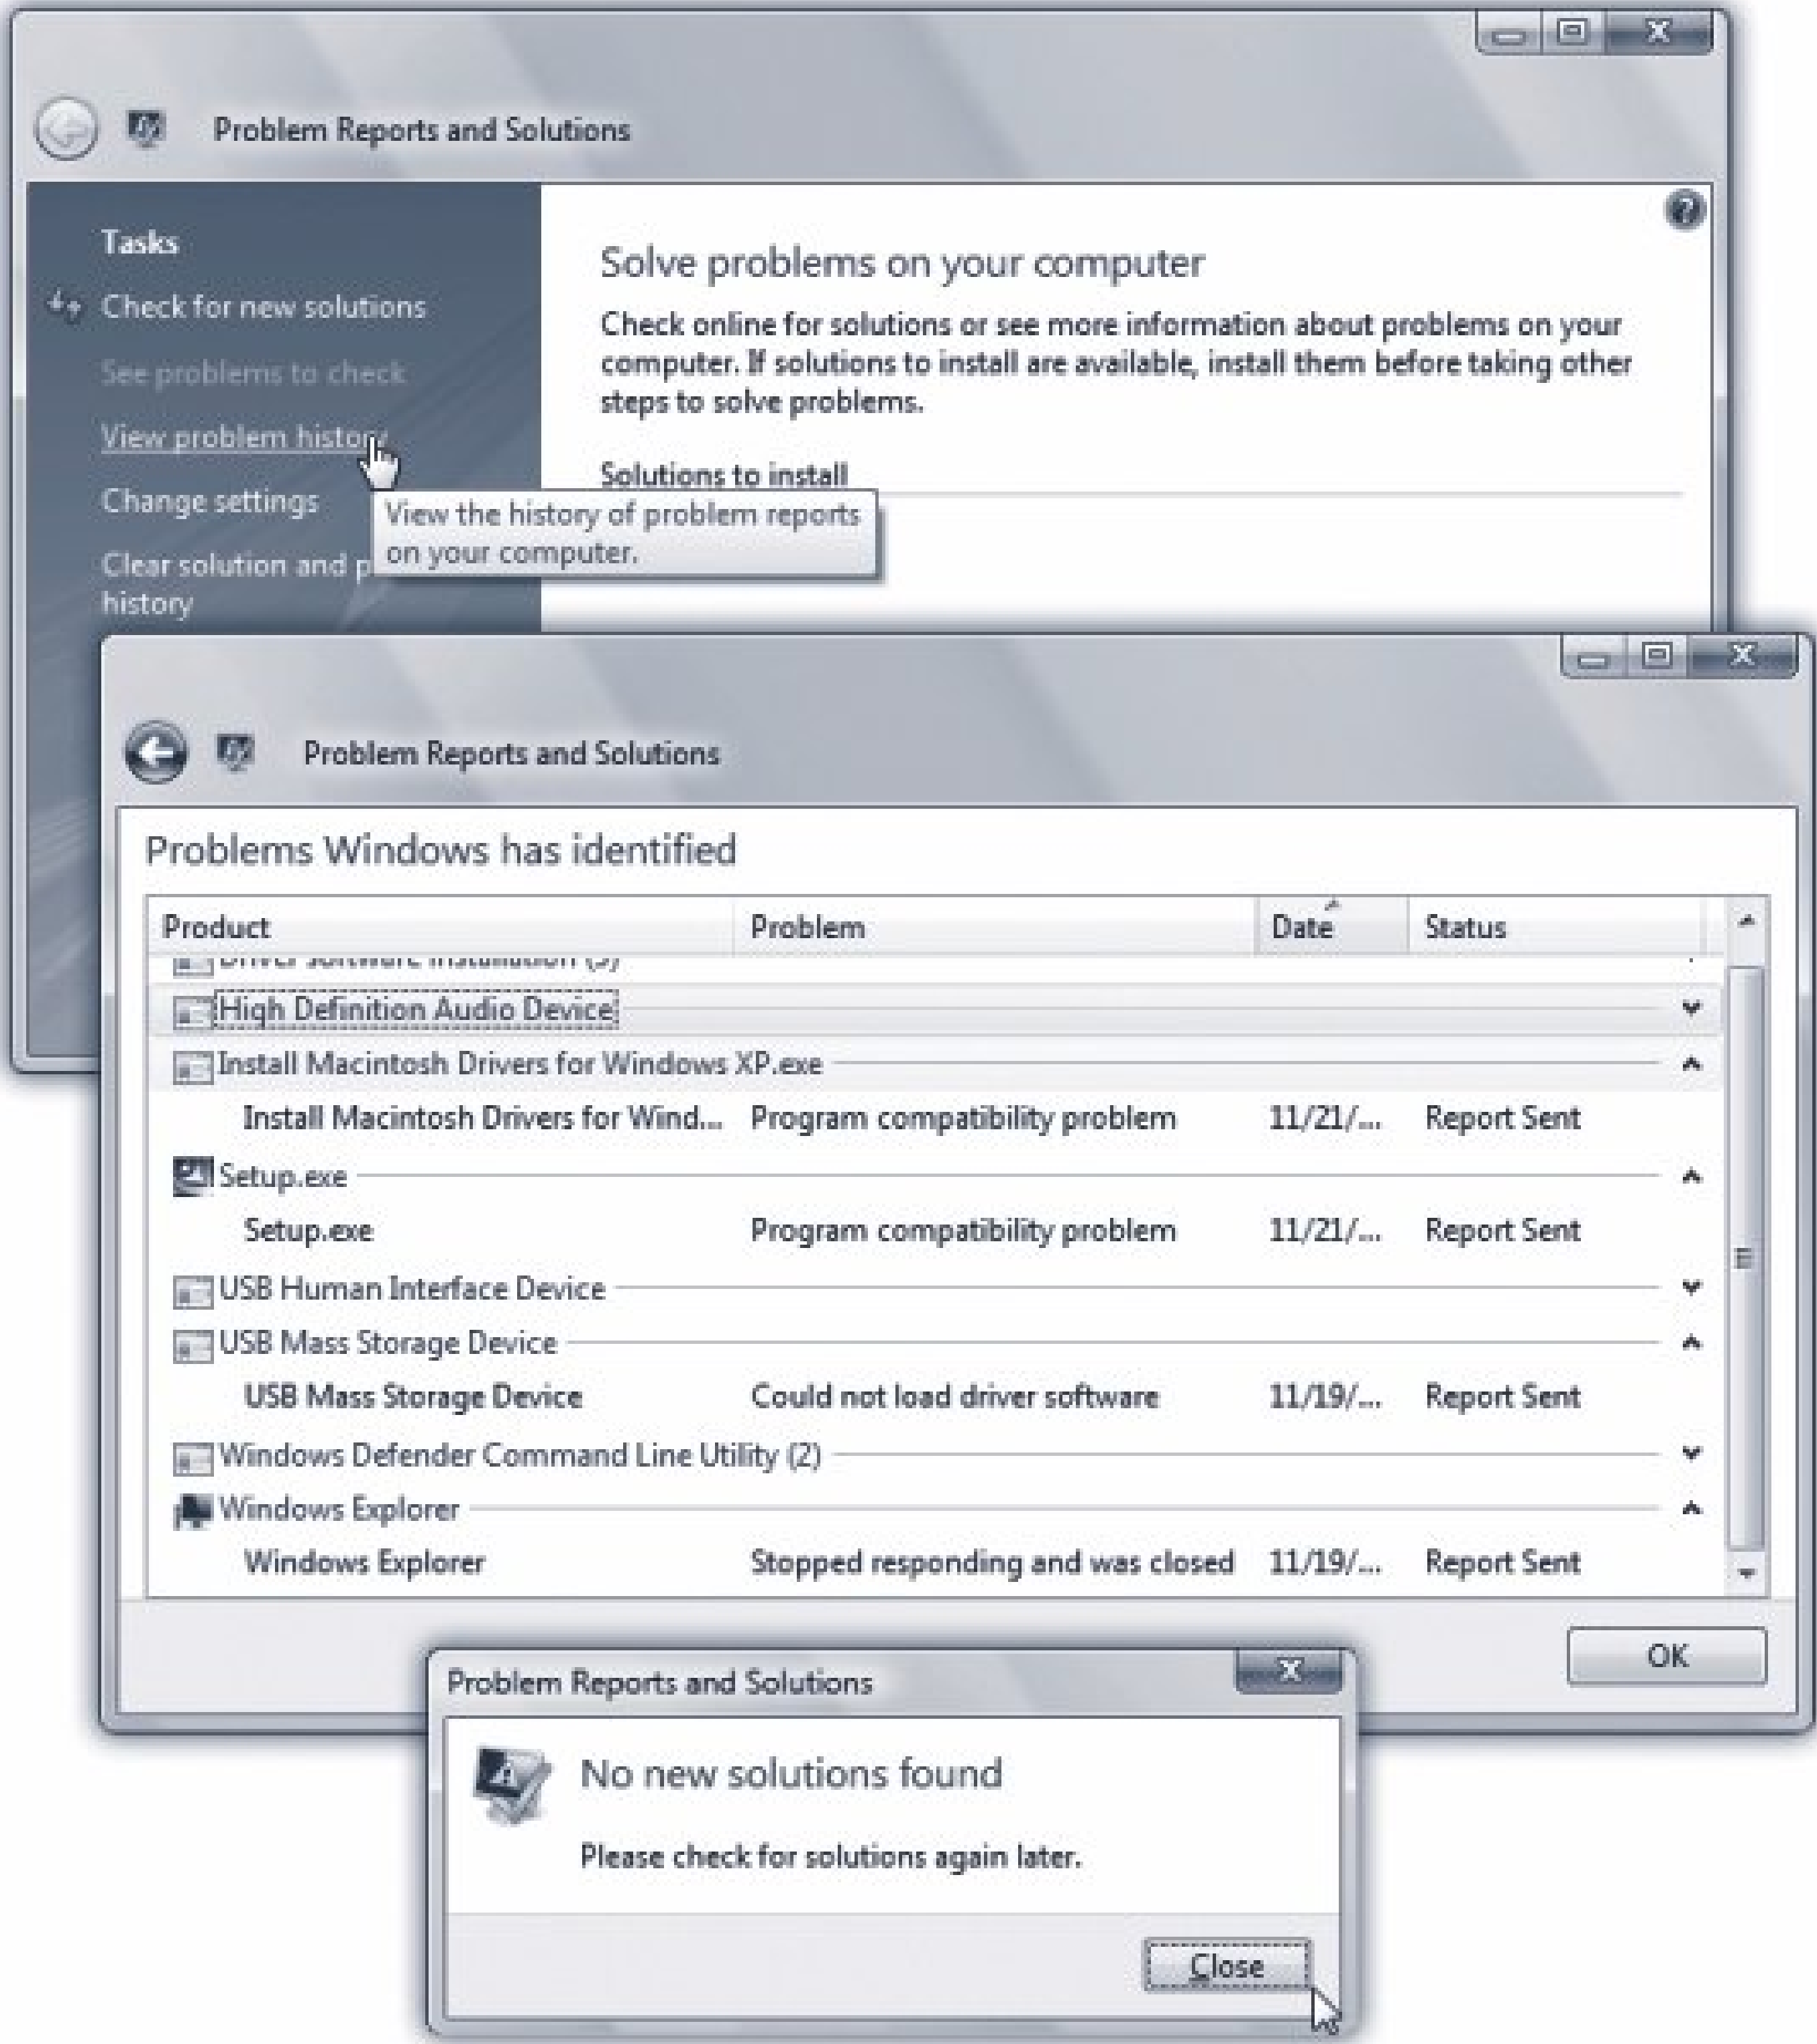 Problem Reports and Solutions
Tasks
Check for new solutions
See problems to check
View problem history
Change settings
Clear solution and p
history
Solve problems on your computer
Check online for solutions or see more information about problems on your
computer. If solutions to install are available, install them before taking other
steps to solve problems.
Solutions to install
View the history of problem reports
on your computer.
Problem Reports and Solutions
Problems Windows has identified
Product Problem Date Status
Driver Software Installation (3)
High Definition Audio Device
Install Macintosh Drivers for Windows XP.exe
Install Macintosh Drivers for Wind... Program compatibility problem 11/21/... Report Sent
Setup.exe
Setup.exe Program compatibility problem 11/21/... Report Sent
USB Human Interface Device
USB Mass Storage Device
USB Mass Storage Device Could not load driver software 11/19/... Report Sent
Windows Defender Command Line Utility (2)
Windows Explorer
Windows Explorer Stopped responding and was closed 11/19/... Report Sent
OK
Problem Reports and Solutions
No new solutions found
Please check for solutions again later.
Close